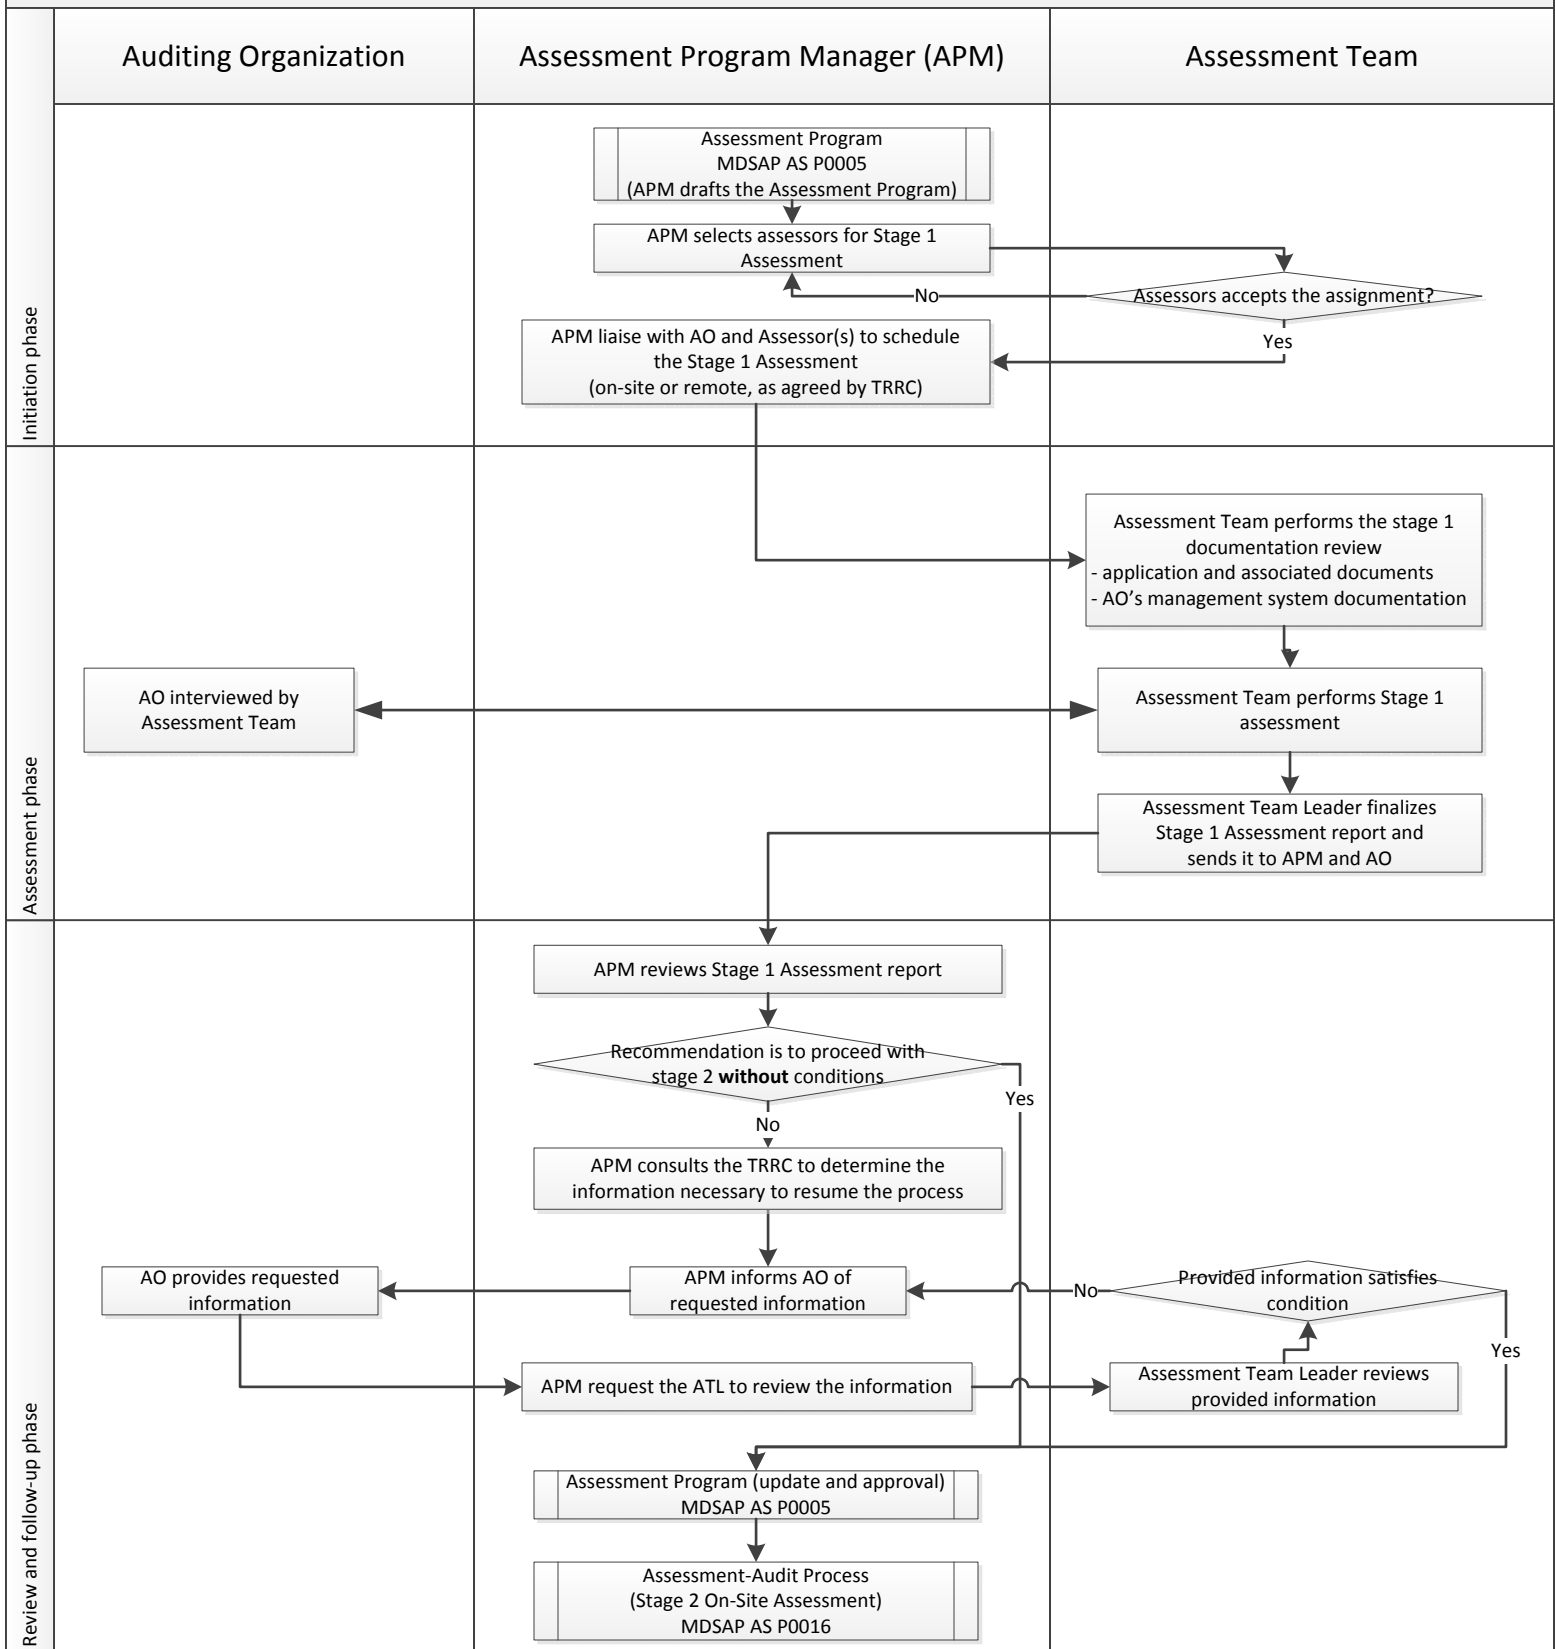 Auditing Organization
Assessment Program Manager (APM)
Assessment Team
Initiation phase
Assessment Program
MDSAP AS P0005
(APM drafts the Assessment Program)
APM selects assessors for Stage 1
Assessment
Assessors accepts the assignment?
No
Yes
APM liaise with AO and Assessor(s) to schedule
the Stage 1 Assessment
(on-site or remote, as agreed by TRRC)
Assessment phase
Assessment Team performs the stage 1
documentation review
- application and associated documents
- AO’s management system documentation
AO interviewed by
Assessment Team
Assessment Team performs Stage 1
assessment
Assessment Team Leader finalizes
Stage 1 Assessment report and
sends it to APM and AO
Review and follow-up phase
APM reviews Stage 1 Assessment report
Recommendation is to proceed with
stage 2 without conditions
Yes
No
APM consults the TRRC to determine the
information necessary to resume the process
AO provides requested
information
APM informs AO of
requested information
No
Provided information satisfies
condition
Yes
APM request the ATL to review the information
Assessment Team Leader reviews
provided information
Assessment Program (update and approval)
MDSAP AS P0005
Assessment-Audit Process
(Stage 2 On-Site Assessment)
MDSAP AS P0016